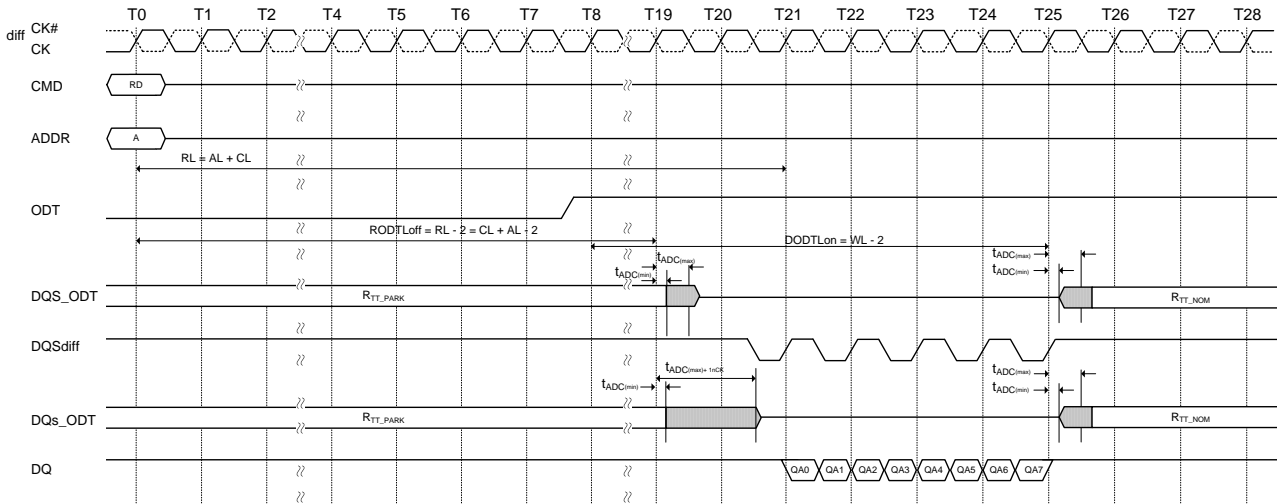 T0 T1 T2 T4 T5 T6 T7 T8 T19 T20 T21 T22 T23 T24 T25 T26 T27 T28
diff CK#
CK
CMD RD
ADDR A
RL = AL + CL
ODT
RODTLoff = RL - 2 = CL + AL - 2
DODTLon = WL - 2
tADC(max) tADC(max)
tADC(min) tADC(min)
DQS_ODT RTT_PARK RTT_NOM
DQSdiff
tADC(max)+ 1nCK tADC(max)
tADC(min) tADC(min)
DQs_ODT RTT_PARK RTT_NOM
DQ QA0 QA1 QA2 QA3 QA4 QA5 QA6 QA7